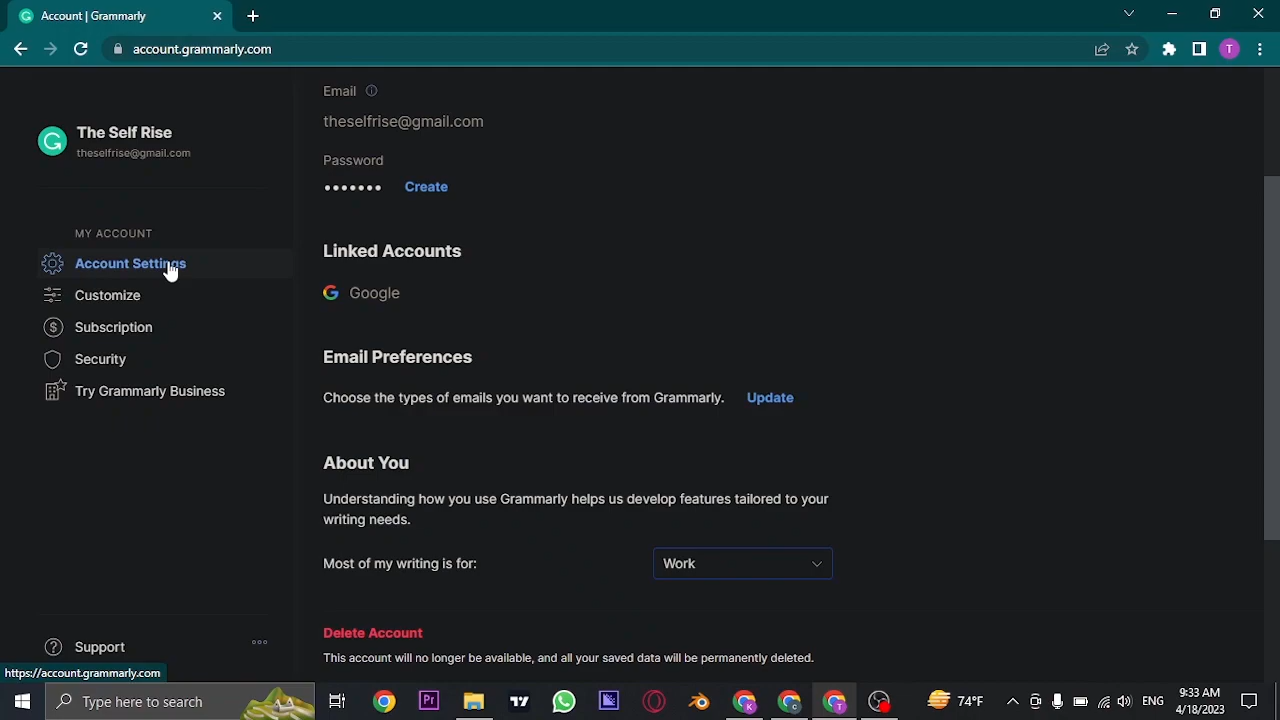 Account | Grammarly
account.grammarly.com
T
The Self Rise
theselfrise@gmail.com
MY ACCOUNT
Account Settings
Customize
Subscription
Security
Try Grammarly Business
Support
https://account.grammarly.com
Email
theselfrise@gmail.com
Password
Create
Linked Accounts
Google
Email Preferences
Choose the types of emails you want to receive from Grammarly. Update
About You
Understanding how you use Grammarly helps us develop features tailored to your
writing needs.
Most of my writing is for: Work
Delete Account
This account will no longer be available, and all your saved data will be permanently deleted.
Type here to search
Pr
K
C
T
74°F
ENG
9:33 AM
4/18/2023